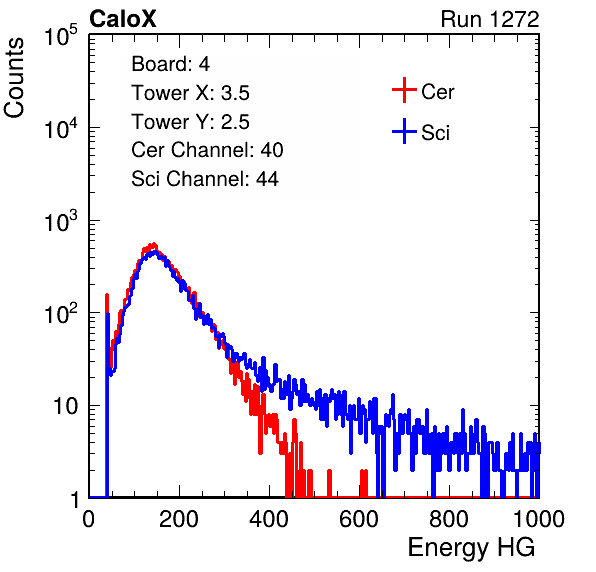 CaloX Run 1272
Counts
10^5
10^4
10^3
10^2
10
1
Board: 4
Tower X: 3.5
Tower Y: 2.5
Cer Channel: 40
Sci Channel: 44
Cer
Sci
0 200 400 600 800 1000
Energy HG